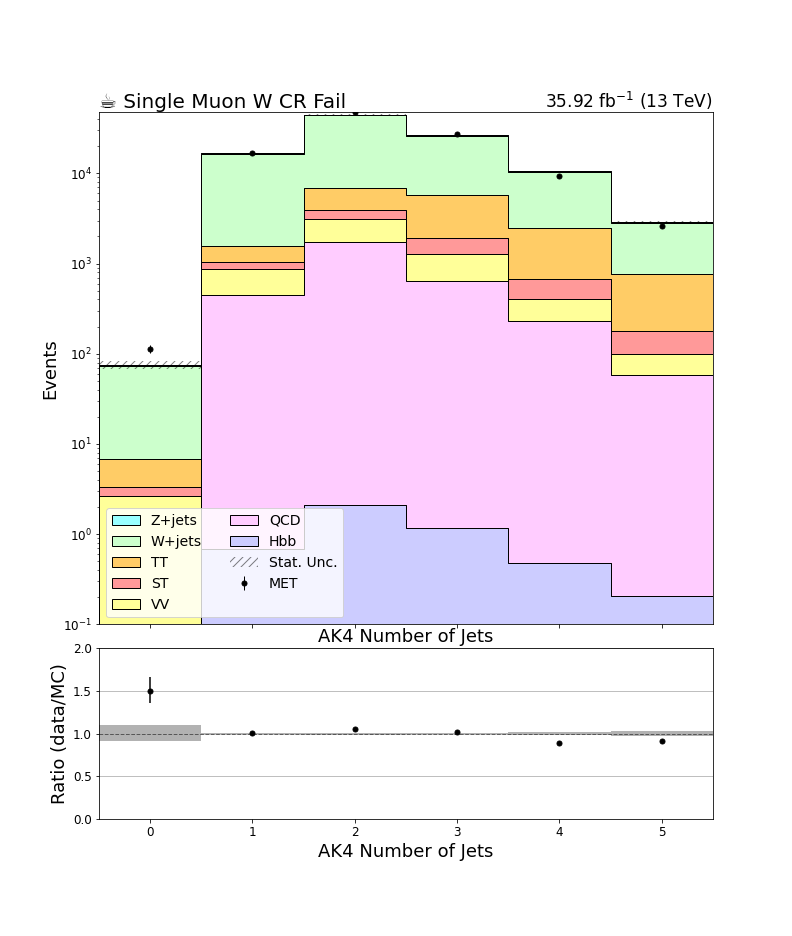 ☕ Single Muon W CR Fail 35.92 fb⁻¹ (13 TeV)
Events
10⁴
10³
10²
10¹
10⁰
10⁻¹
Z+jets QCD
W+jets Hbb
TT Stat. Unc.
ST MET
VV
AK4 Number of Jets
Ratio (data/MC)
2.0
1.5
1.0
0.5
0.0
0 1 2 3 4 5
AK4 Number of Jets